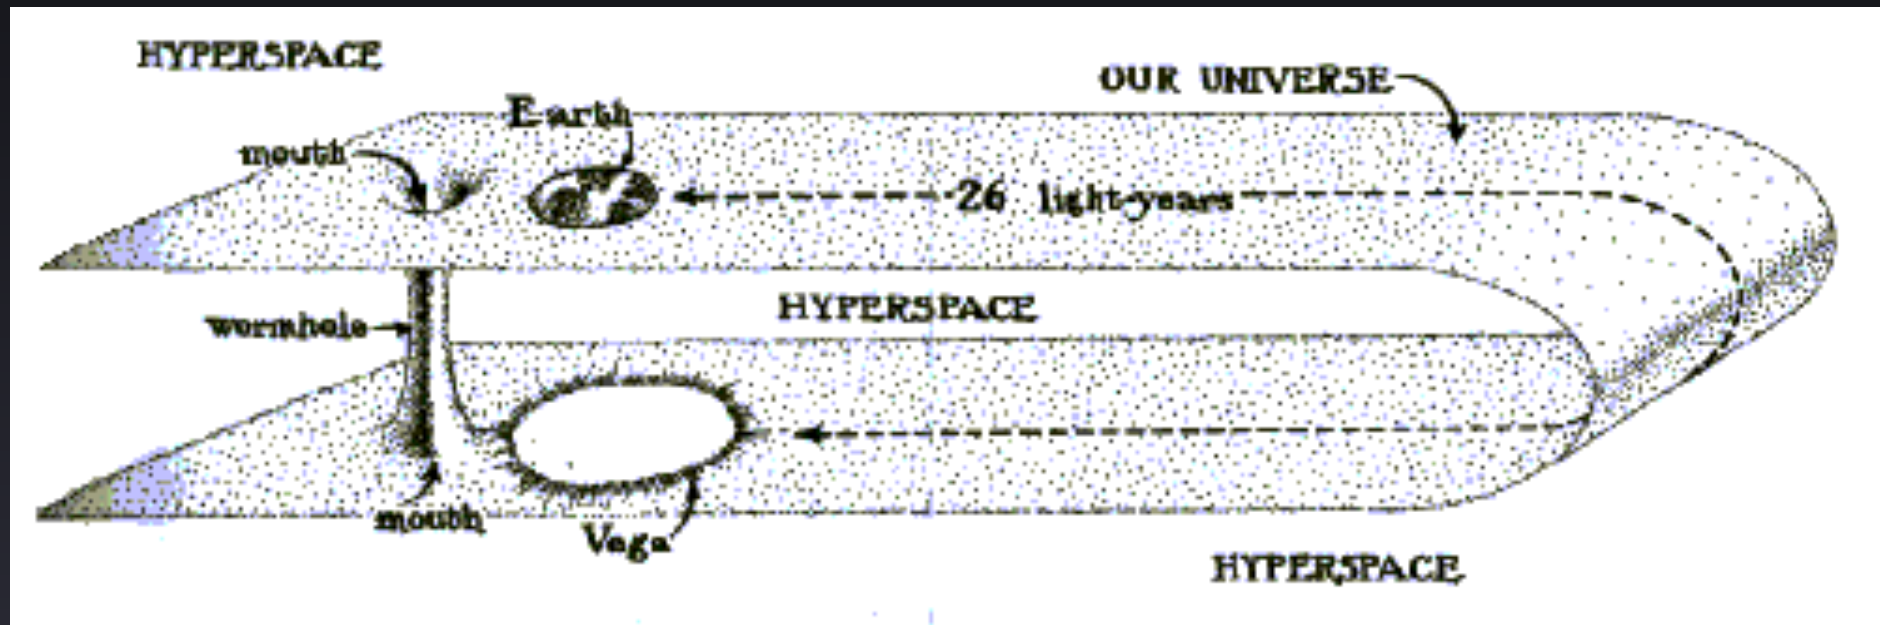 HYPERSPACE
OUR UNIVERSE
Earth
mouth
26 light-years
HYPERSPACE
wormhole
mouth
Vega
HYPERSPACE